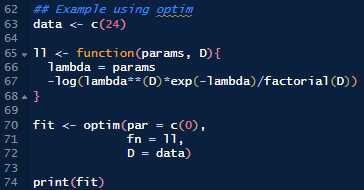 62 ## Example using optim
63 data <- c(24)
64
65 ll <- function(params, D){
66 lambda = params
67 -log(lambda**(D)*exp(-lambda)/factorial(D))
68 }
69
70 fit <- optim(par = c(0),
71 fn = ll,
72 D = data)
73
74 print(fit)